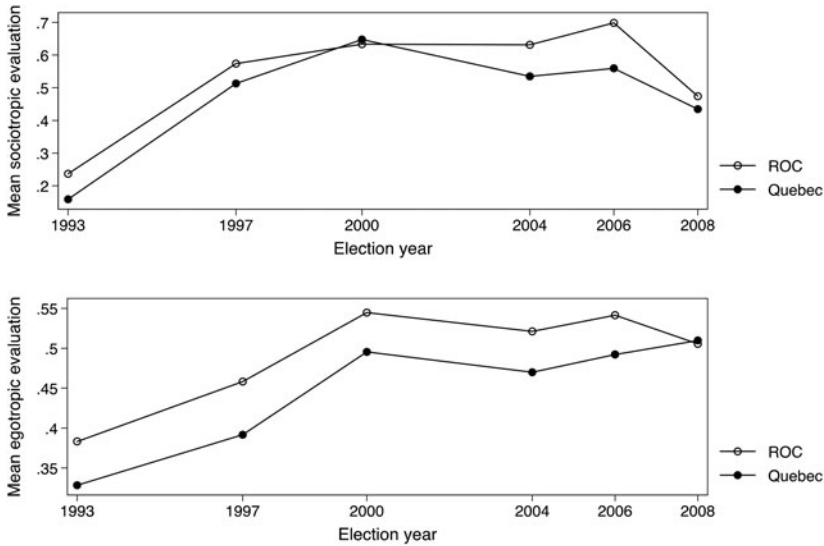 Mean sociotropic evaluation
.7
.6
.5
.4
.3
.2
1993 1997 2000 2004 2006 2008
Election year
ROC
Quebec
Mean egotropic evaluation
.55
.5
.45
.4
.35
1993 1997 2000 2004 2006 2008
Election year
ROC
Quebec